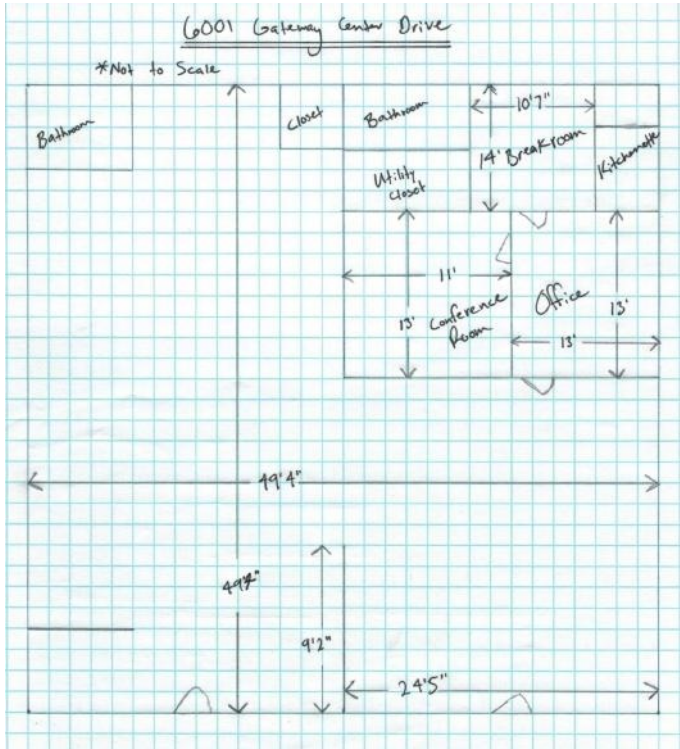 6001 Gateway Center Drive
*Not to Scale
Bathroom
Closet
Bathroom
10'7"
14' Breakroom
Kitchenette
Utility
closet
11'
13' Conference
Room
Office
13'
13'
49'4"
9'2"
24'5"